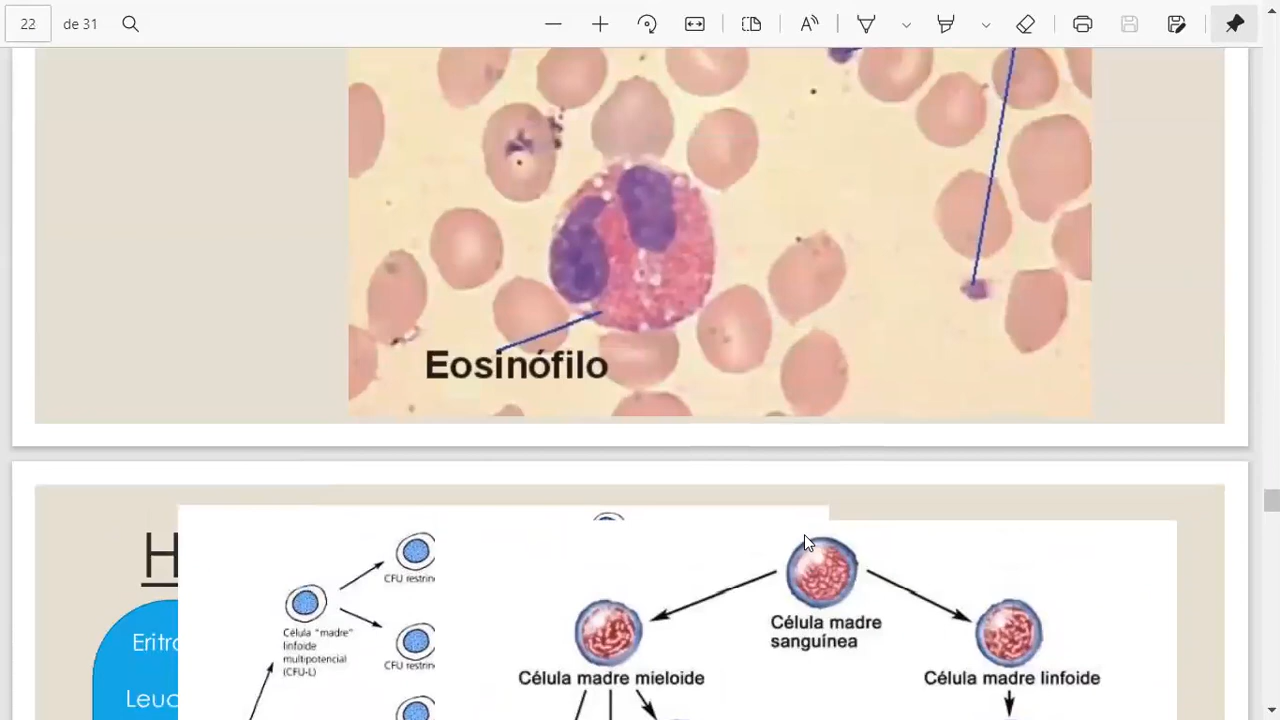 22 de 31
Eosinófilo
H
Eritro
Leuc
CFU restrin
Célula "madre"
linfoide
multipotencial
(CFU-L)
CFU restrin
Célula madre
sanguínea
Célula madre mieloide
Célula madre linfoide